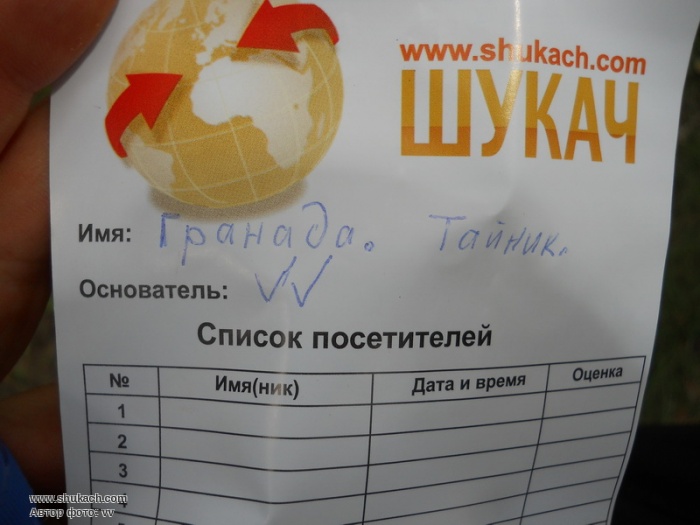 www.shukach.com
ШУКАЧ
Имя: Гранада. Тайник.
Основатель: VV
Список посетителей
№ Имя(ник) Дата и время Оценка
1
2
3
4
www.shukach.com
Автор фото: vv